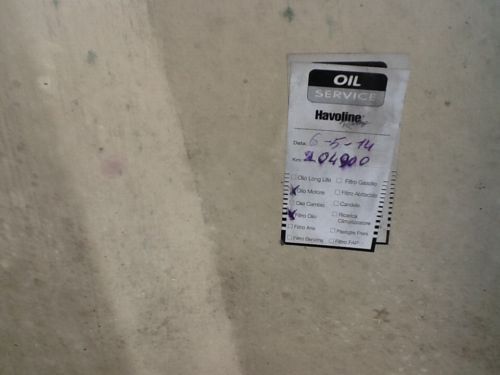 OIL
SERVICE
Havoline
Data 6-5-14
Km 204900
Olio Long Life Filtro Gasolio
Olio Motore Filtro Abitacolo
Olio Cambio Candele
Filtro Olio Ricarica Climatizzatore
Filtro Aria Pastiglie Freni
Filtro Benzina Filtro FAP